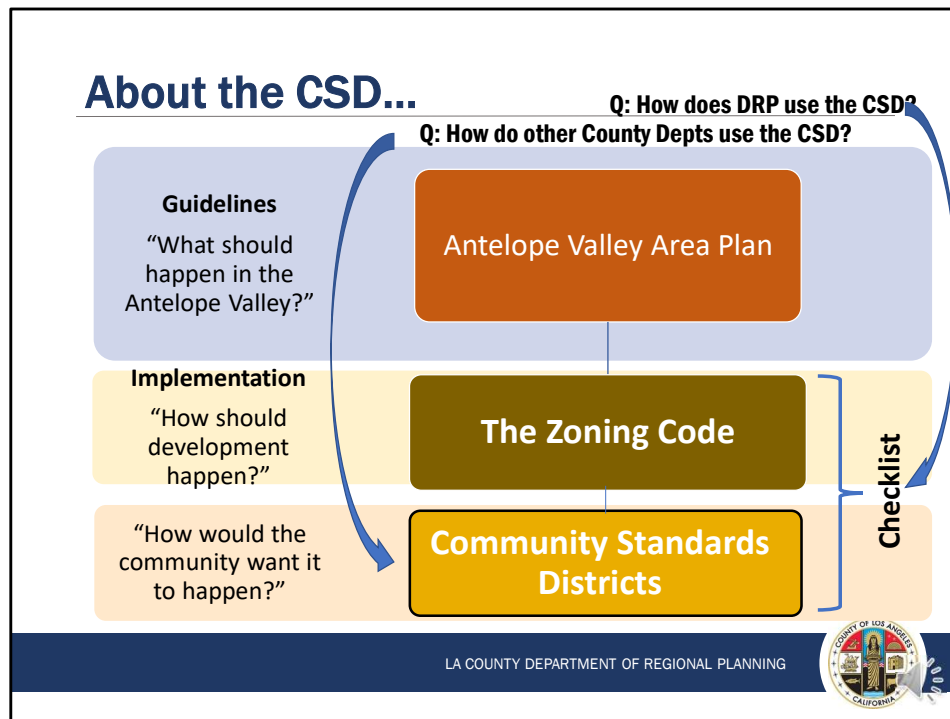 About the CSD...
Q: How does DRP use the CSD?
Q: How do other County Depts use the CSD?
Guidelines
“What should
happen in the
Antelope Valley?”
Antelope Valley Area Plan
Implementation
“How should
development
happen?”
The Zoning Code
“How would the
community want it
to happen?”
Community Standards
Districts
Checklist
LA COUNTY DEPARTMENT OF REGIONAL PLANNING
COUNTY OF LOS ANGELES
CALIFORNIA